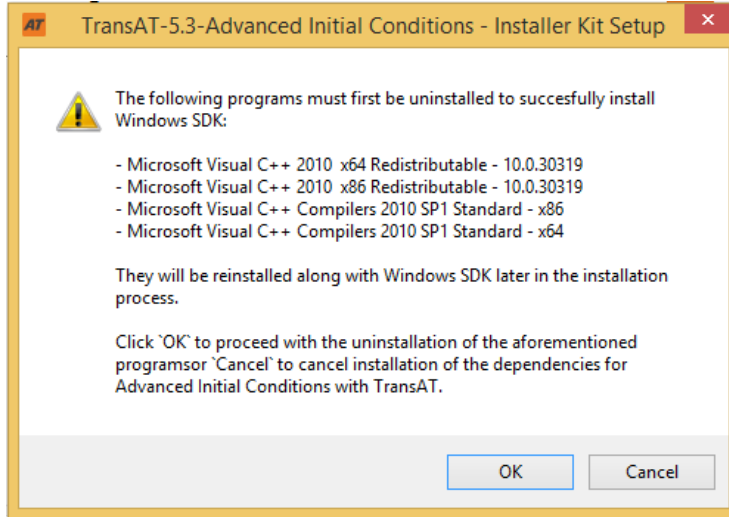 AT TransAT-5.3-Advanced Initial Conditions - Installer Kit Setup
The following programs must first be uninstalled to succesfully install
Windows SDK:
- Microsoft Visual C++ 2010 x64 Redistributable - 10.0.30319
- Microsoft Visual C++ 2010 x86 Redistributable - 10.0.30319
- Microsoft Visual C++ Compilers 2010 SP1 Standard - x86
- Microsoft Visual C++ Compilers 2010 SP1 Standard - x64
They will be reinstalled along with Windows SDK later in the installation
process.
Click `OK` to proceed with the uninstallation of the aforementioned
programsor `Cancel` to cancel installation of the dependencies for
Advanced Initial Conditions with TransAT.
OK Cancel